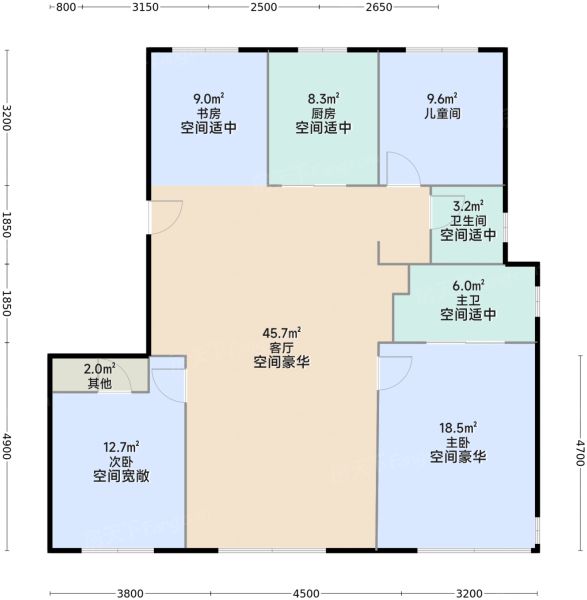 800 3150 2500 2650
3200
1850
1850
4900
9.0㎡
书房
空间适中
8.3㎡
厨房
空间适中
9.6㎡
儿童间
3.2㎡
卫生间
空间适中
6.0㎡
主卫
空间适中
45.7㎡
客厅
空间豪华
2.0㎡
其他
12.7㎡
次卧
空间宽敞
18.5㎡
主卧
空间豪华
4700
3800 4500 3200